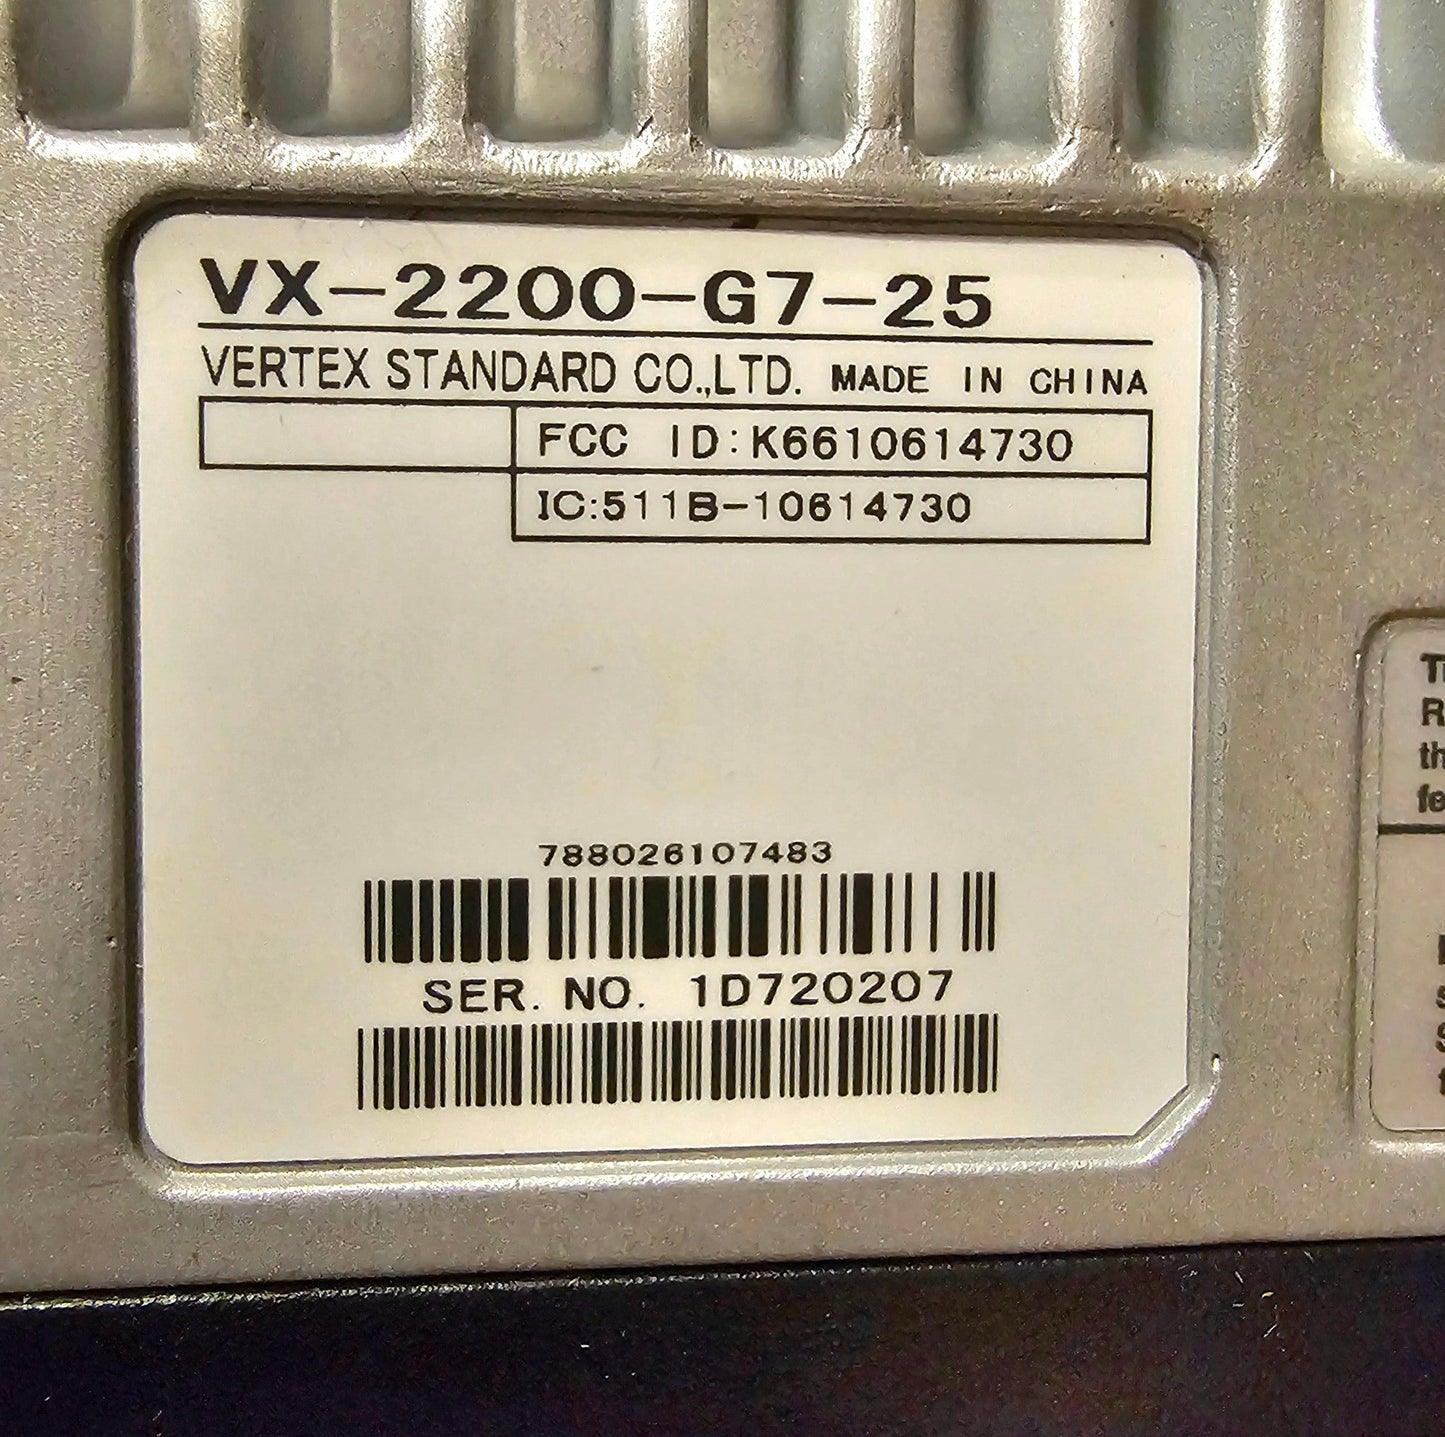 VX-2200-G7-25
VERTEX STANDARD CO.,LTD. MADE IN CHINA
FCC ID:K6610614730
IC:511B-10614730
788026107483
SER. NO. 1D720207